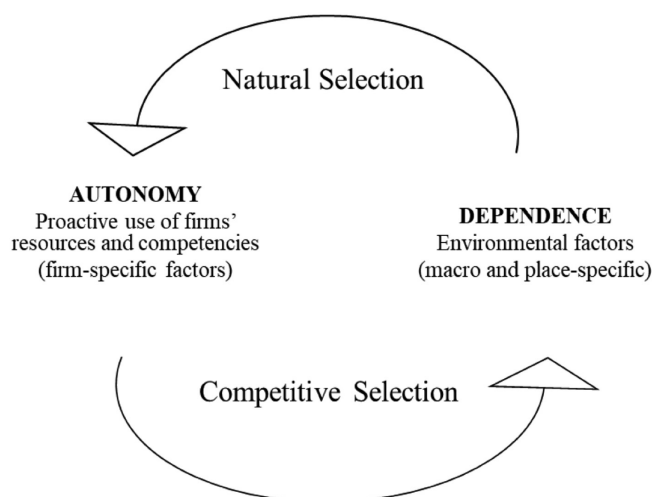 Natural Selection
AUTONOMY
Proactive use of firms’
resources and competencies
(firm-specific factors)
DEPENDENCE
Environmental factors
(macro and place-specific)
Competitive Selection